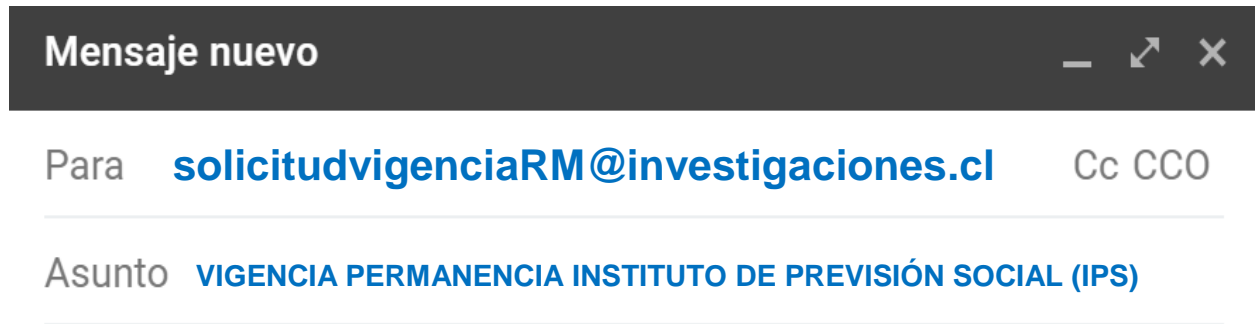 Mensaje nuevo
Para solicitudvigenciaRM@investigaciones.cl Cc CCO
Asunto VIGENCIA PERMANENCIA INSTITUTO DE PREVISIÓN SOCIAL (IPS)